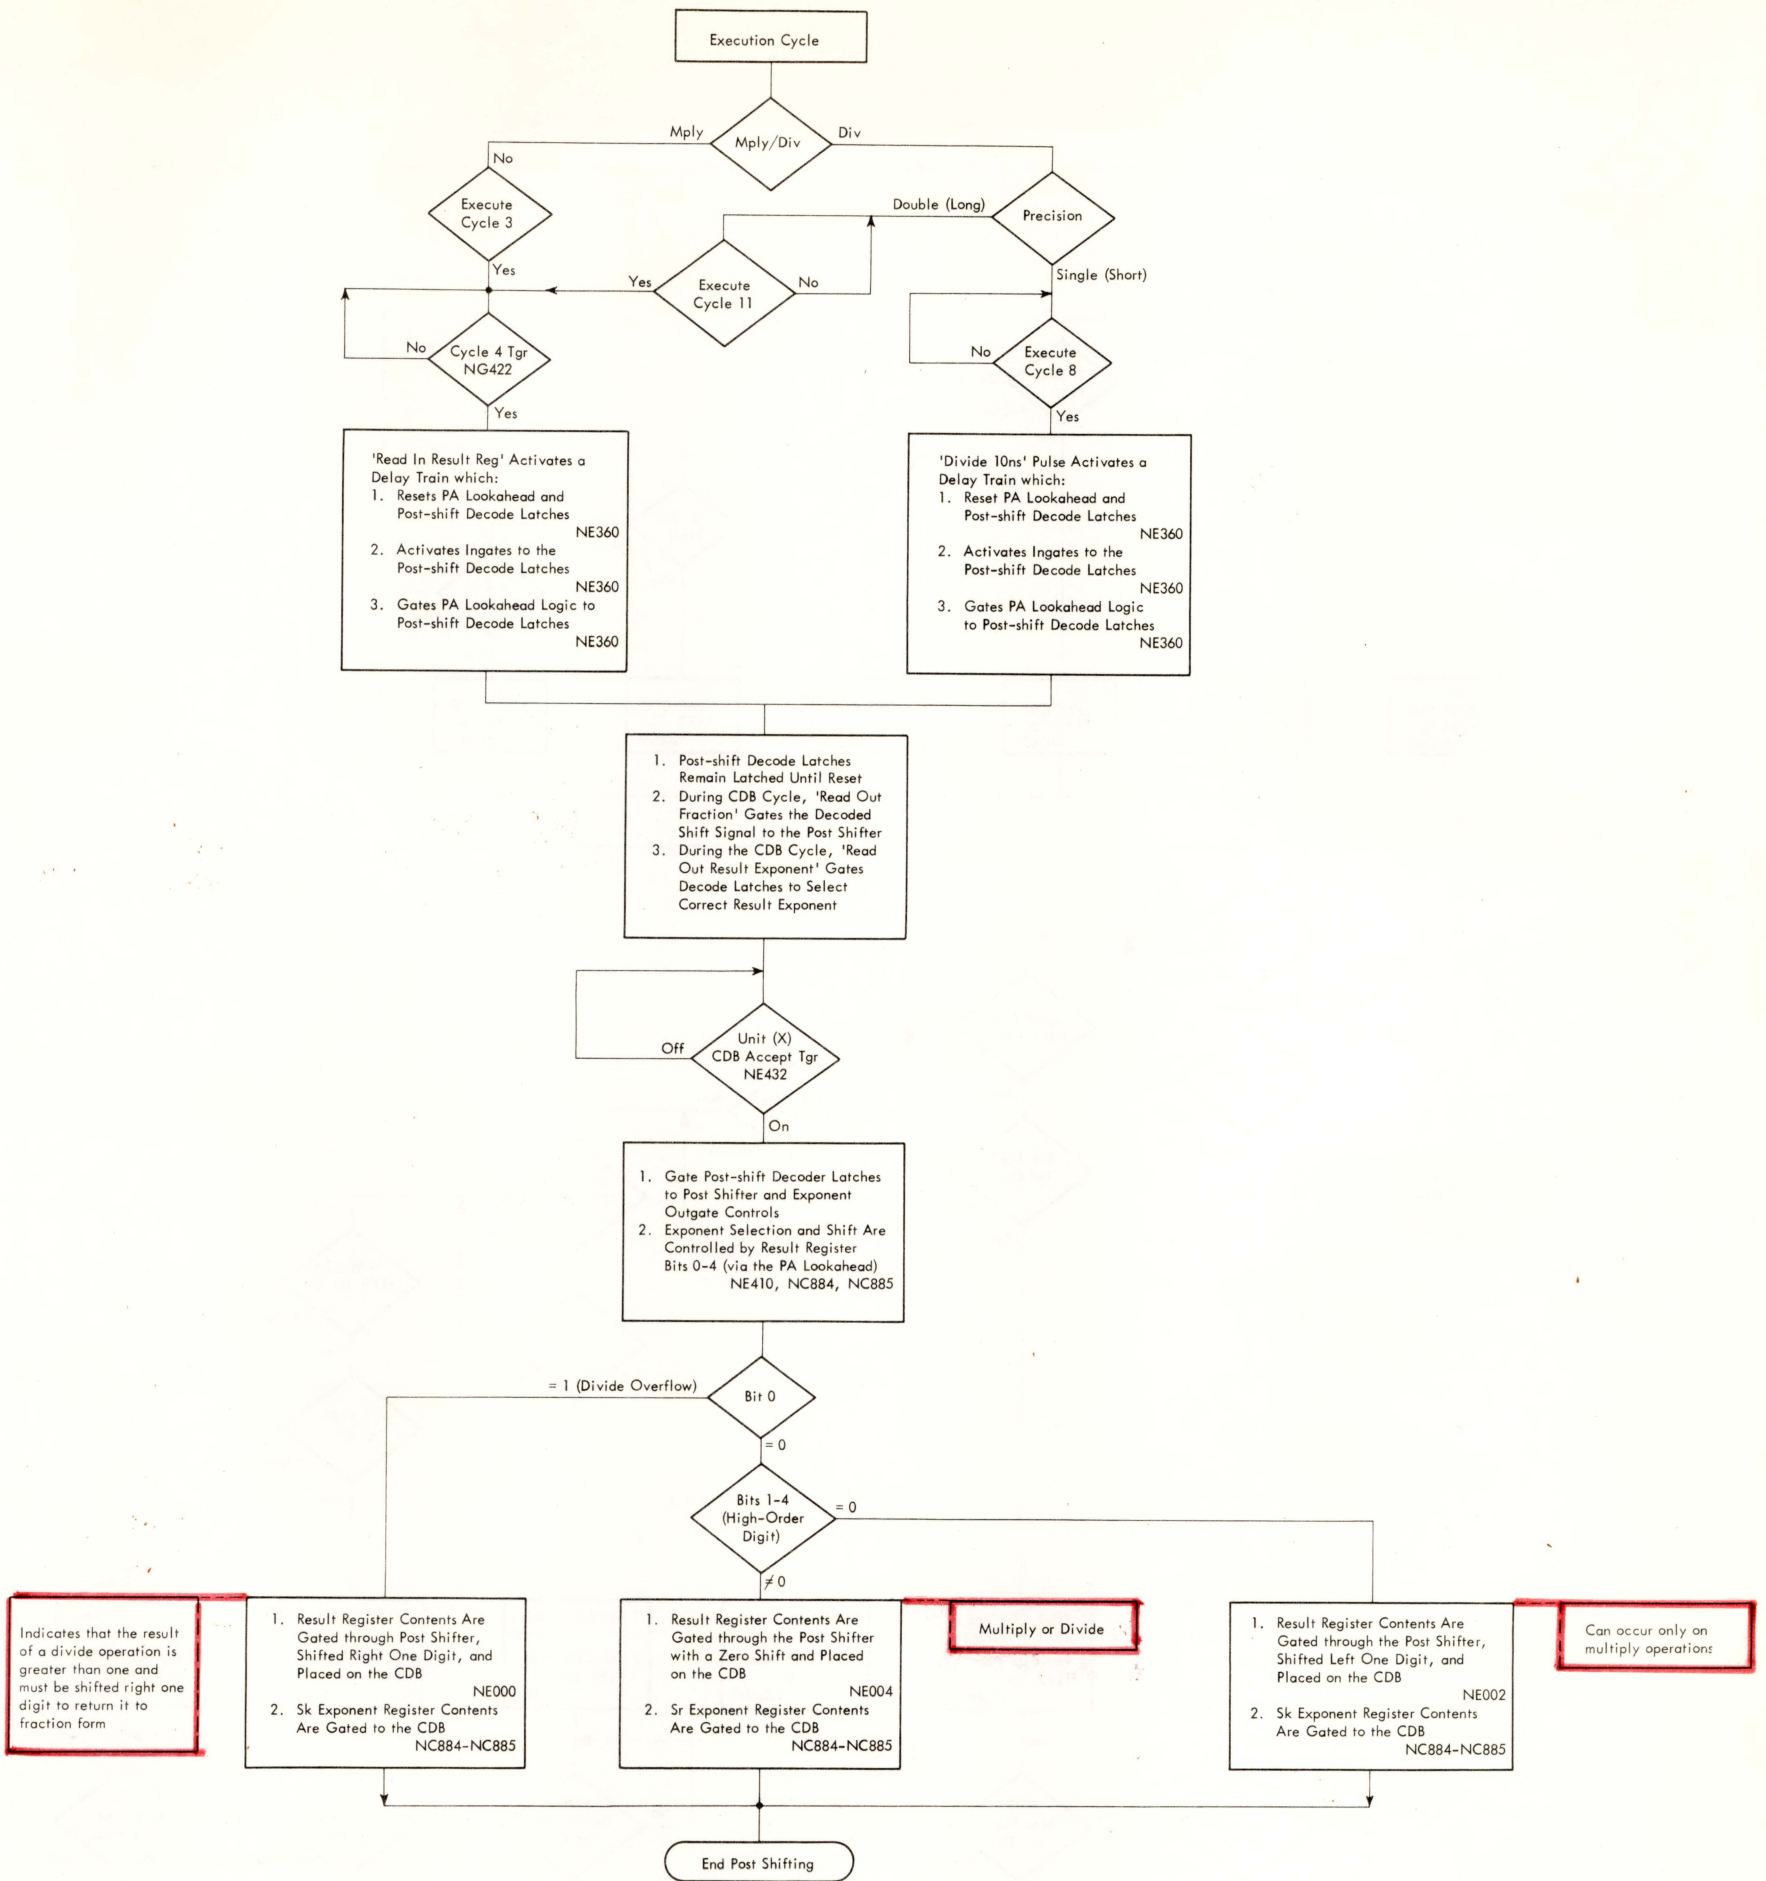 Execution Cycle
Mply
Mply/Div
Div
No
Execute
Cycle 3
Yes
Double (Long)
Precision
Single (Short)
Yes
Execute
Cycle 11
No
No
Cycle 4 Tgr
NG422
Yes
No
Execute
Cycle 8
Yes
'Read In Result Reg' Activates a
Delay Train which:
1. Resets PA Lookahead and
Post-shift Decode Latches
NE360
2. Activates Ingates to the
Post-shift Decode Latches
NE360
3. Gates PA Lookahead Logic to
Post-shift Decode Latches
NE360
'Divide 10ns' Pulse Activates a
Delay Train which:
1. Reset PA Lookahead and
Post-shift Decode Latches
NE360
2. Activates Ingates to the
Post-shift Decode Latches
NE360
3. Gates PA Lookahead Logic
to Post-shift Decode Latches
NE360
1. Post-shift Decode Latches
Remain Latched Until Reset
2. During CDB Cycle, 'Read Out
Fraction' Gates the Decoded
Shift Signal to the Post Shifter
3. During the CDB Cycle, 'Read
Out Result Exponent' Gates
Decode Latches to Select
Correct Result Exponent
Off
Unit (X)
CDB Accept Tgr
NE432
On
1. Gate Post-shift Decoder Latches
to Post Shifter and Exponent
Outgate Controls
2. Exponent Selection and Shift Are
Controlled by Result Register
Bits 0-4 (via the PA Lookahead)
NE410, NC884, NC885
= 1 (Divide Overflow)
Bit 0
= 0
Bits 1-4
(High-Order
Digit)
= 0
≠ 0
Indicates that the result
of a divide operation is
greater than one and
must be shifted right one
digit to return it to
fraction form
1. Result Register Contents Are
Gated through Post Shifter,
Shifted Right One Digit, and
Placed on the CDB
NE000
2. Sk Exponent Register Contents
Are Gated to the CDB
NC884-NC885
1. Result Register Contents Are
Gated through the Post Shifter
with a Zero Shift and Placed
on the CDB
NE004
2. Sr Exponent Register Contents
Are Gated to the CDB
NC884-NC885
Multiply or Divide
1. Result Register Contents Are
Gated through the Post Shifter,
Shifted Left One Digit, and
Placed on the CDB
NE002
2. Sk Exponent Register Contents
Are Gated to the CDB
NC884-NC885
Can occur only on
multiply operations
End Post Shifting